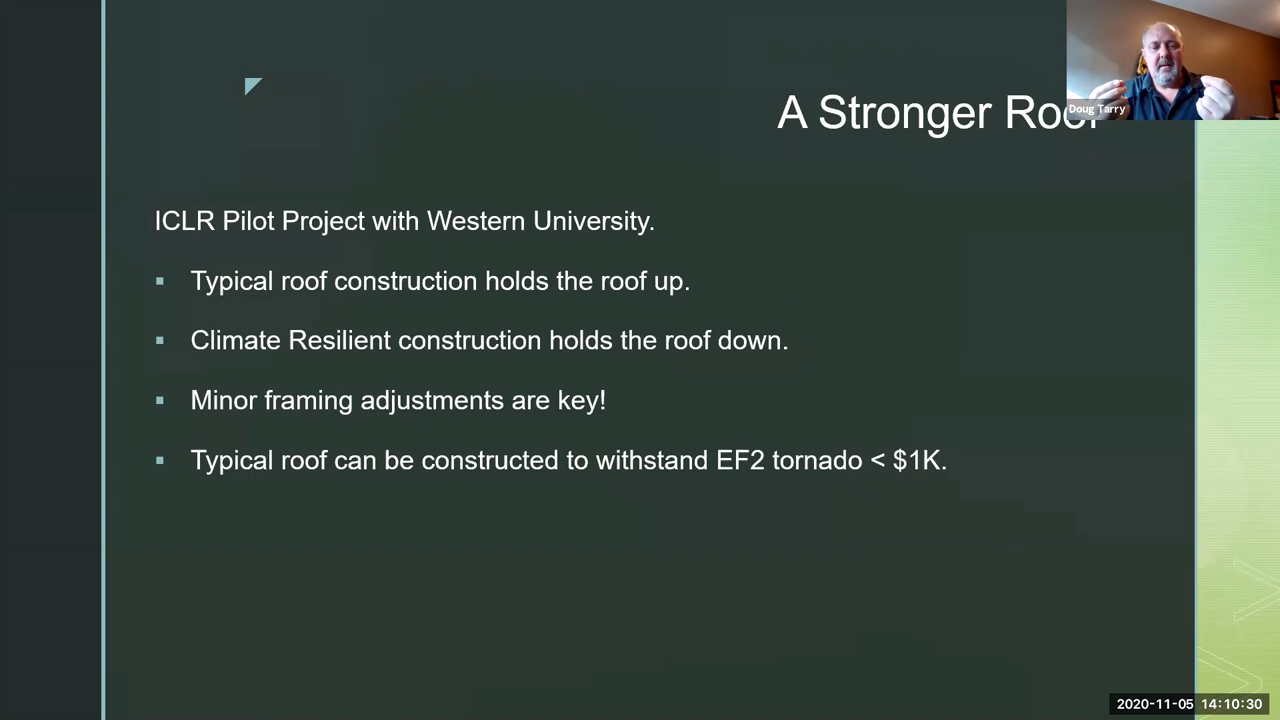 A Stronger Roof
Doug Tarry
ICLR Pilot Project with Western University.
▪ Typical roof construction holds the roof up.
▪ Climate Resilient construction holds the roof down.
▪ Minor framing adjustments are key!
▪ Typical roof can be constructed to withstand EF2 tornado < $1K.
2020-11-05 14:10:30